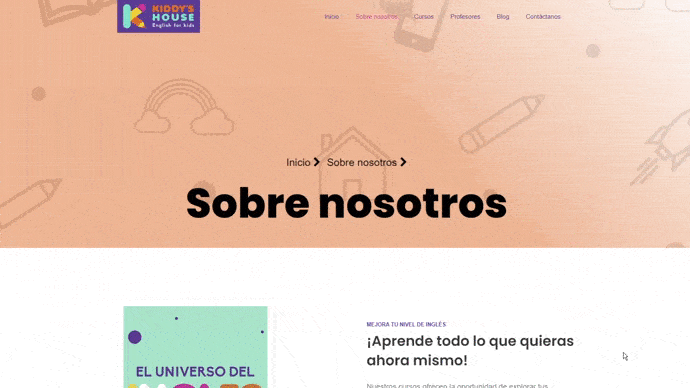 KIDDY'S
HOUSE
English for kids
Inicio
Sobre nosotros
Cursos
Profesores
Blog
Contáctanos
Inicio Sobre nosotros
Sobre nosotros
EL UNIVERSO DEL
MEJORA TU NIVEL DE INGLÉS
¡Aprende todo lo que quieras
ahora mismo!
Nuestros cursos ofrecen la oportunidad de explorar tus